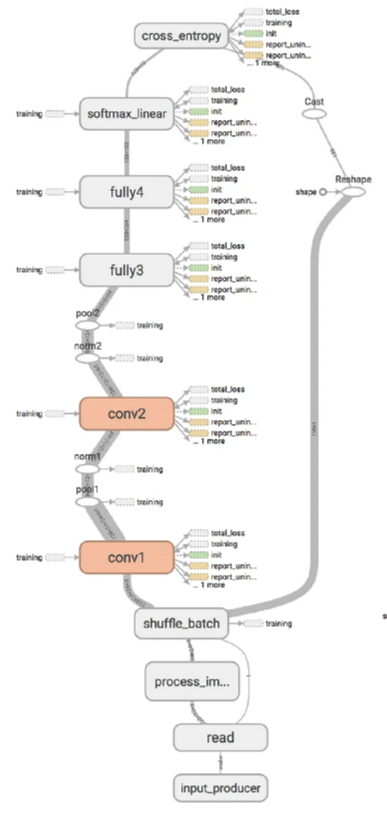 cross_entropy
total_loss
training
init
report_unin...
report_unin...
... 1 more
Cast
training
softmax_linear
total_loss
training
init
report_unin...
report_unin...
... 1 more
training
fully4
total_loss
training
init
report_unin...
report_unin...
... 1 more
shape
Reshape
training
fully3
total_loss
training
init
report_unin...
report_unin...
... 1 more
pool2
training
norm2
training
training
conv2
total_loss
training
init
report_unin...
report_unin...
... 1 more
norm1
training
pool1
training
training
conv1
total_loss
training
init
report_unin...
report_unin...
... 1 more
shuffle_batch
training
process_im...
read
input_producer